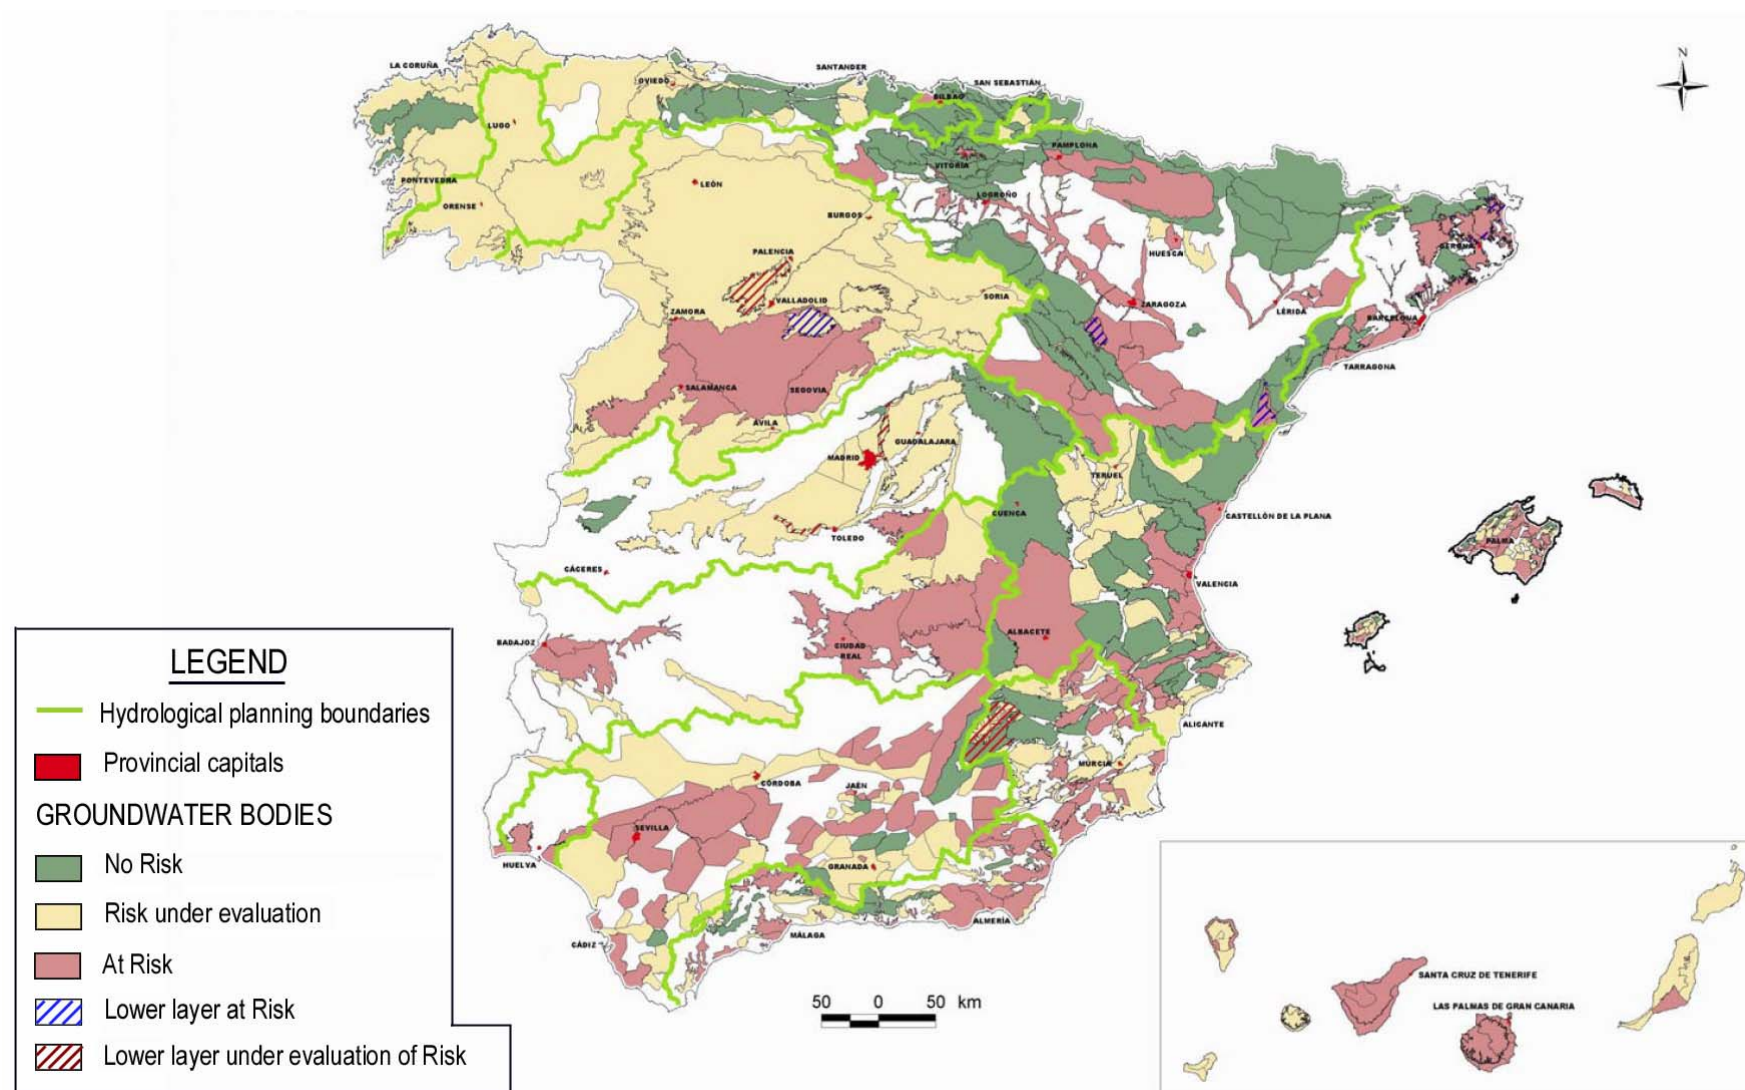 N
LA CORUÑA
OVIEDO
SANTANDER
SAN SEBASTIÁN
BILBAO
LUGO
VITORIA
PAMPLONA
PONTEVEDRA
LEÓN
LOGROÑO
ORENSE
BURGOS
GERONA
PALENCIA
HUESCA
SORIA
VALLADOLID
ZAMORA
ZARAGOZA
LÉRIDA
BARCELONA
TARRAGONA
SALAMANCA
SEGOVIA
ÁVILA
GUADALAJARA
MADRID
TERUEL
CUENCA
CASTELLÓN DE LA PLANA
TOLEDO
PALMA
CÁCERES
VALENCIA
BADAJOZ
ALBACETE
CIUDAD
REAL
ALICANTE
MURCIA
CÓRDOBA
JAÉN
SEVILLA
HUELVA
GRANADA
ALMERÍA
MÁLAGA
CÁDIZ
SANTA CRUZ DE TENERIFE
LAS PALMAS DE GRAN CANARIA
50 0 50 km
LEGEND
Hydrological planning boundaries
Provincial capitals
GROUNDWATER BODIES
No Risk
Risk under evaluation
At Risk
Lower layer at Risk
Lower layer under evaluation of Risk